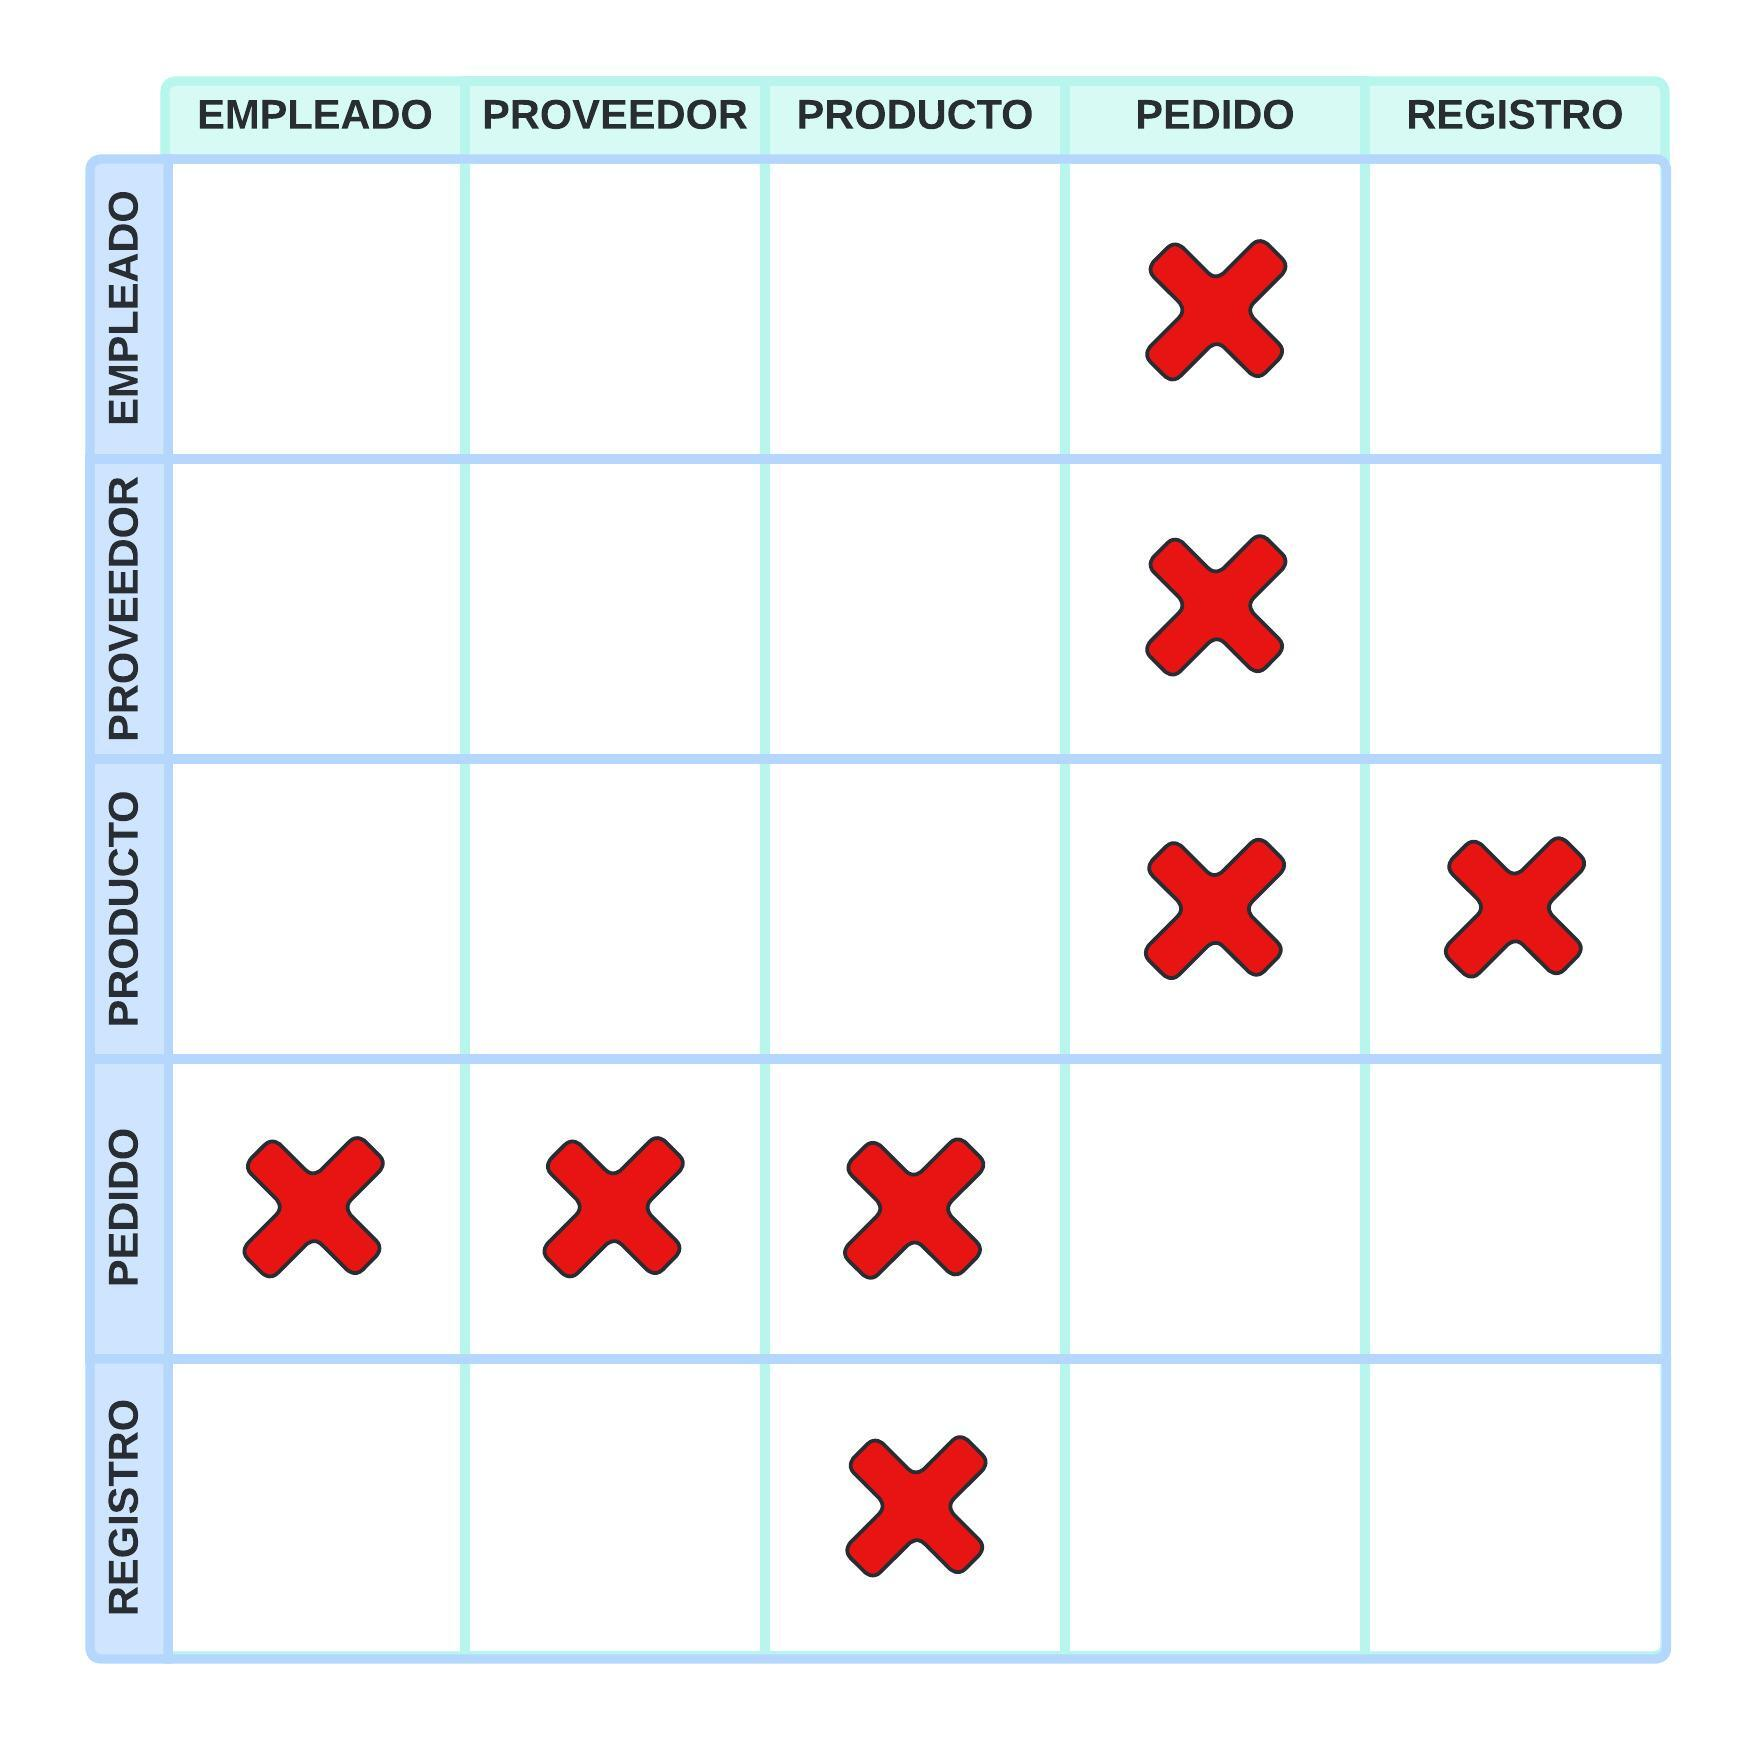 EMPLEADO PROVEEDOR PRODUCTO PEDIDO REGISTRO
EMPLEADO
PROVEEDOR
PRODUCTO
PEDIDO
REGISTRO